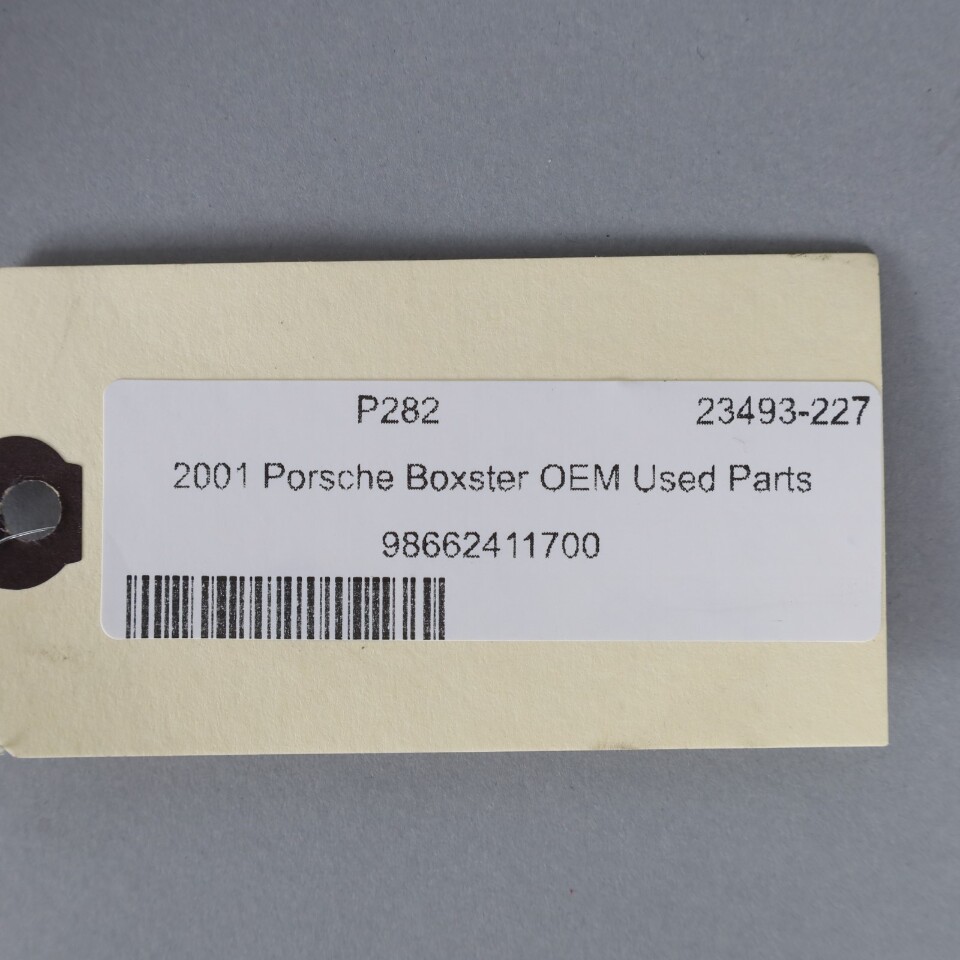 P282 23493-227
2001 Porsche Boxster OEM Used Parts
98662411700